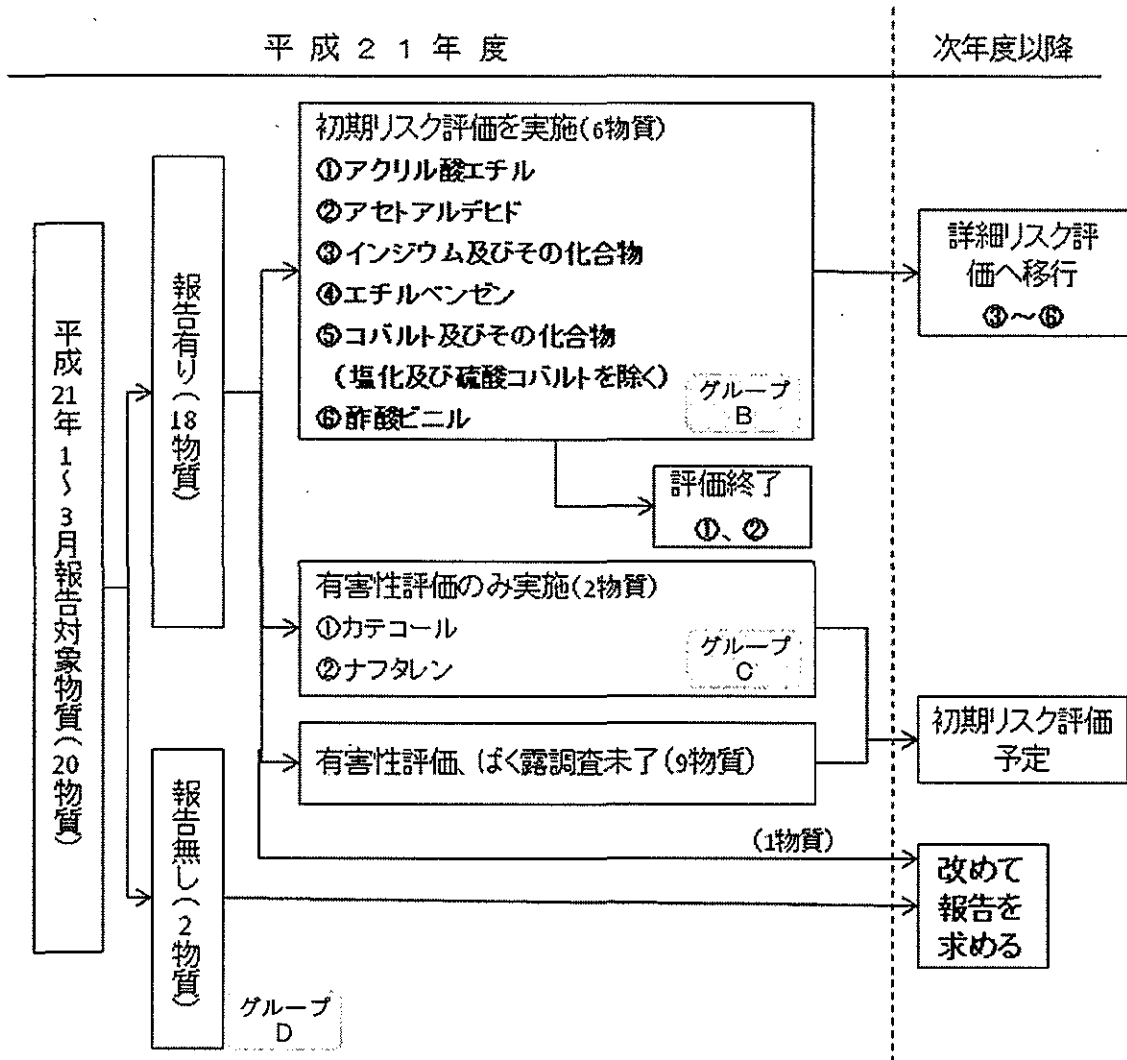 平成21年度
次年度以降
平成21年1～3月報告対象物質(20物質)
報告有り(18物質)
初期リスク評価を実施(6物質)
①アクリル酸エチル
②アセトアルデヒド
③インジウム及びその化合物
④エチルベンゼン
⑤コバルト及びその化合物
(塩化及び硫酸コバルトを除く)
⑥酢酸ビニル
グループ
B
詳細リスク評
価へ移行
③～⑥
評価終了
①、②
有害性評価のみ実施(2物質)
①カテコール
②ナフタレン
グループ
C
有害性評価、ばく露調査未了(9物質)
初期リスク評価
予定
報告無し(2物質)
グループ
D
(1物質)
改めて
報告を
求める